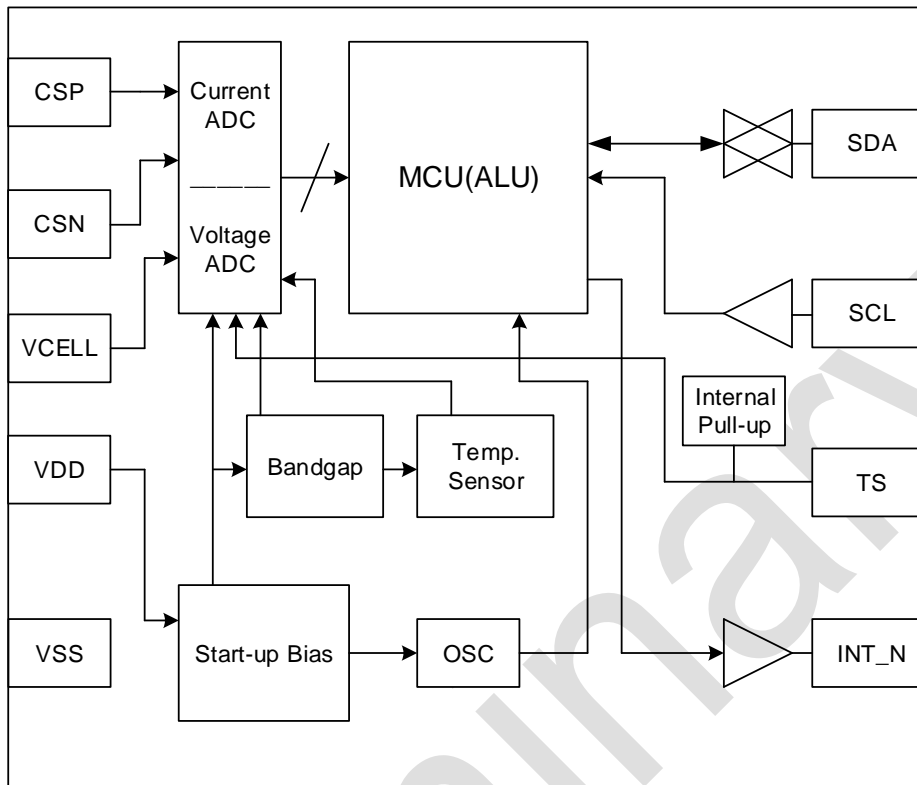 CSP
CSN
VCELL
VDD
VSS
Current
ADC
Voltage
ADC
MCU(ALU)
SDA
SCL
Internal
Pull-up
TS
Bandgap
Temp.
Sensor
Start-up Bias
OSC
INT_N